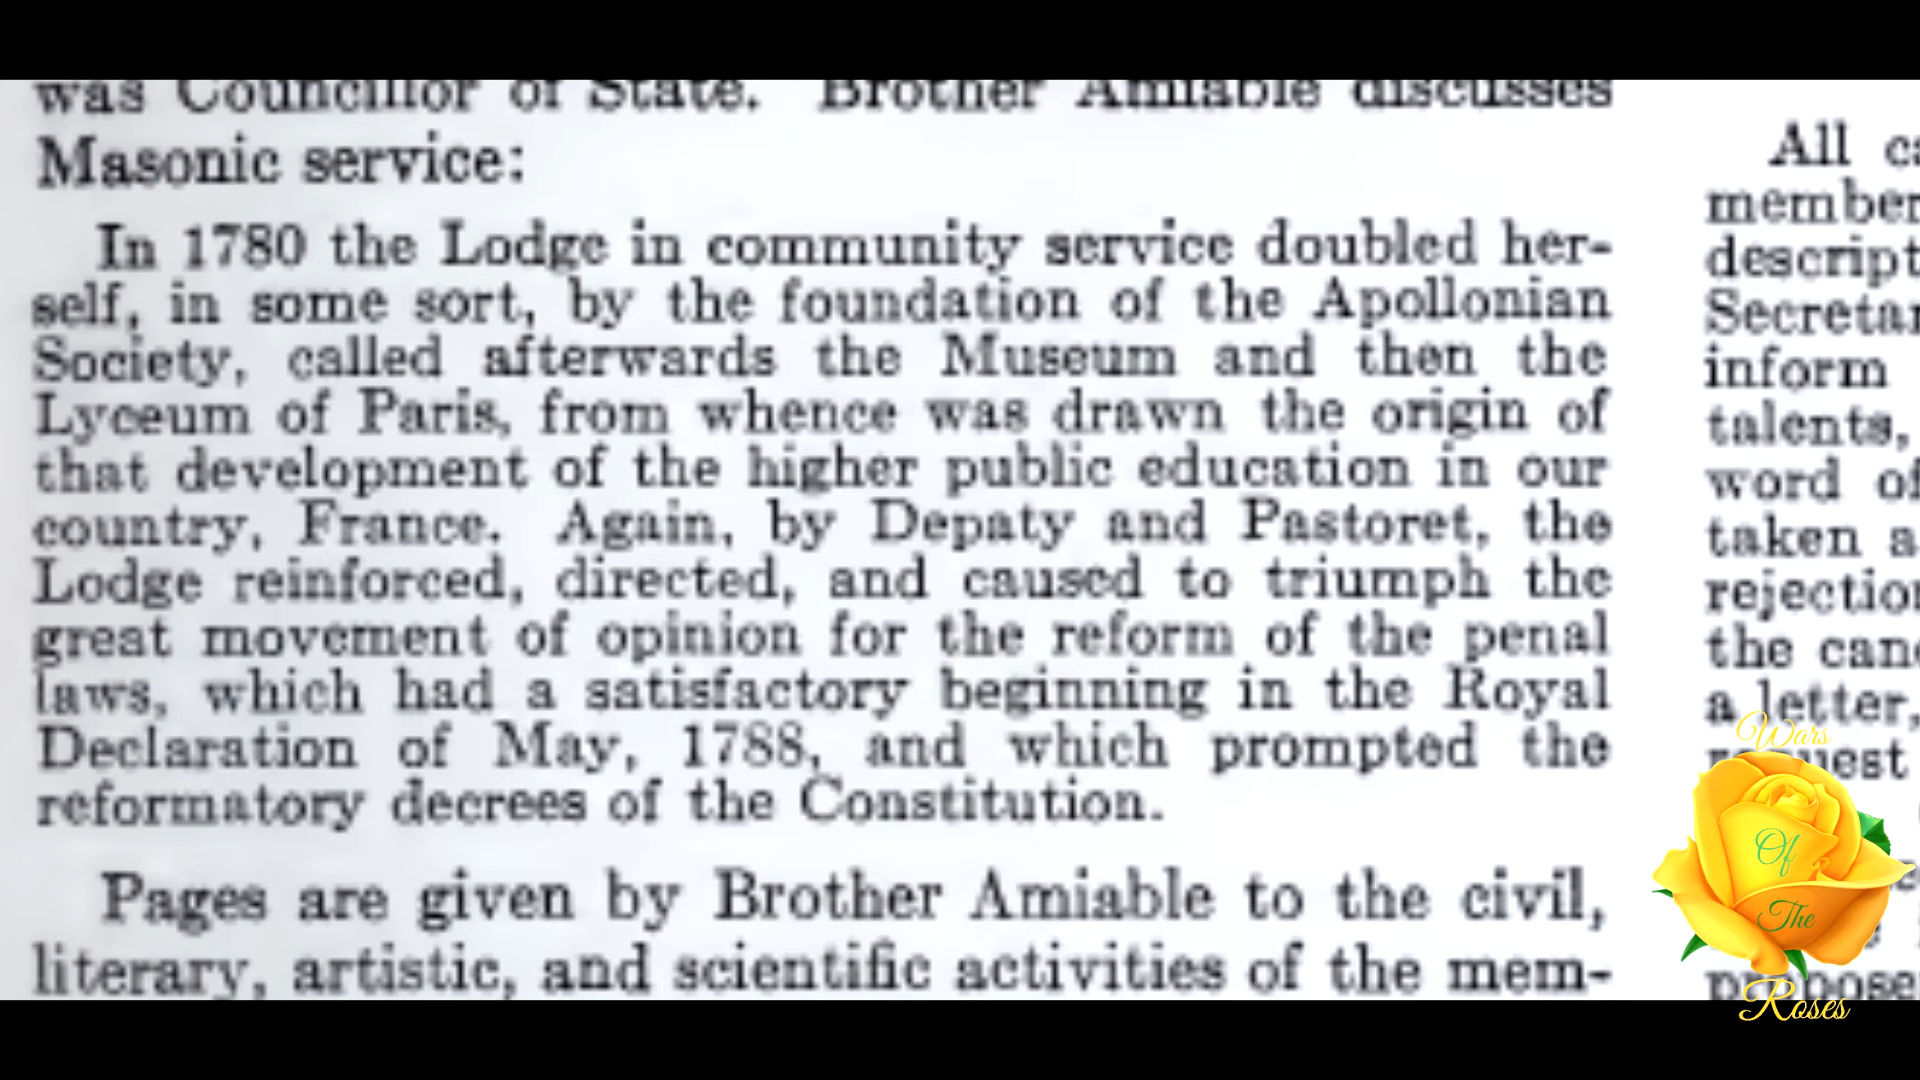 was Councillor of State. Brother Amiable discusses
Masonic service:
In 1780 the Lodge in community service doubled her-
self, in some sort, by the foundation of the Apollonian
Society, called afterwards the Museum and then the
Lyceum of Paris, from whence was drawn the origin of
that development of the higher public education in our
country, France. Again, by Depaty and Pastoret, the
Lodge reinforced, directed, and caused to triumph the
great movement of opinion for the reform of the penal
laws, which had a satisfactory beginning in the Royal
Declaration of May, 1788, and which prompted the
reformatory decrees of the Constitution.
Pages are given by Brother Amiable to the civil,
literary, artistic, and scientific activities of the mem-
All ca
member
descript
Secretar
inform
talents,
word of
taken a
rejection
the cand
a letter,
Wars
Of
The
Roses